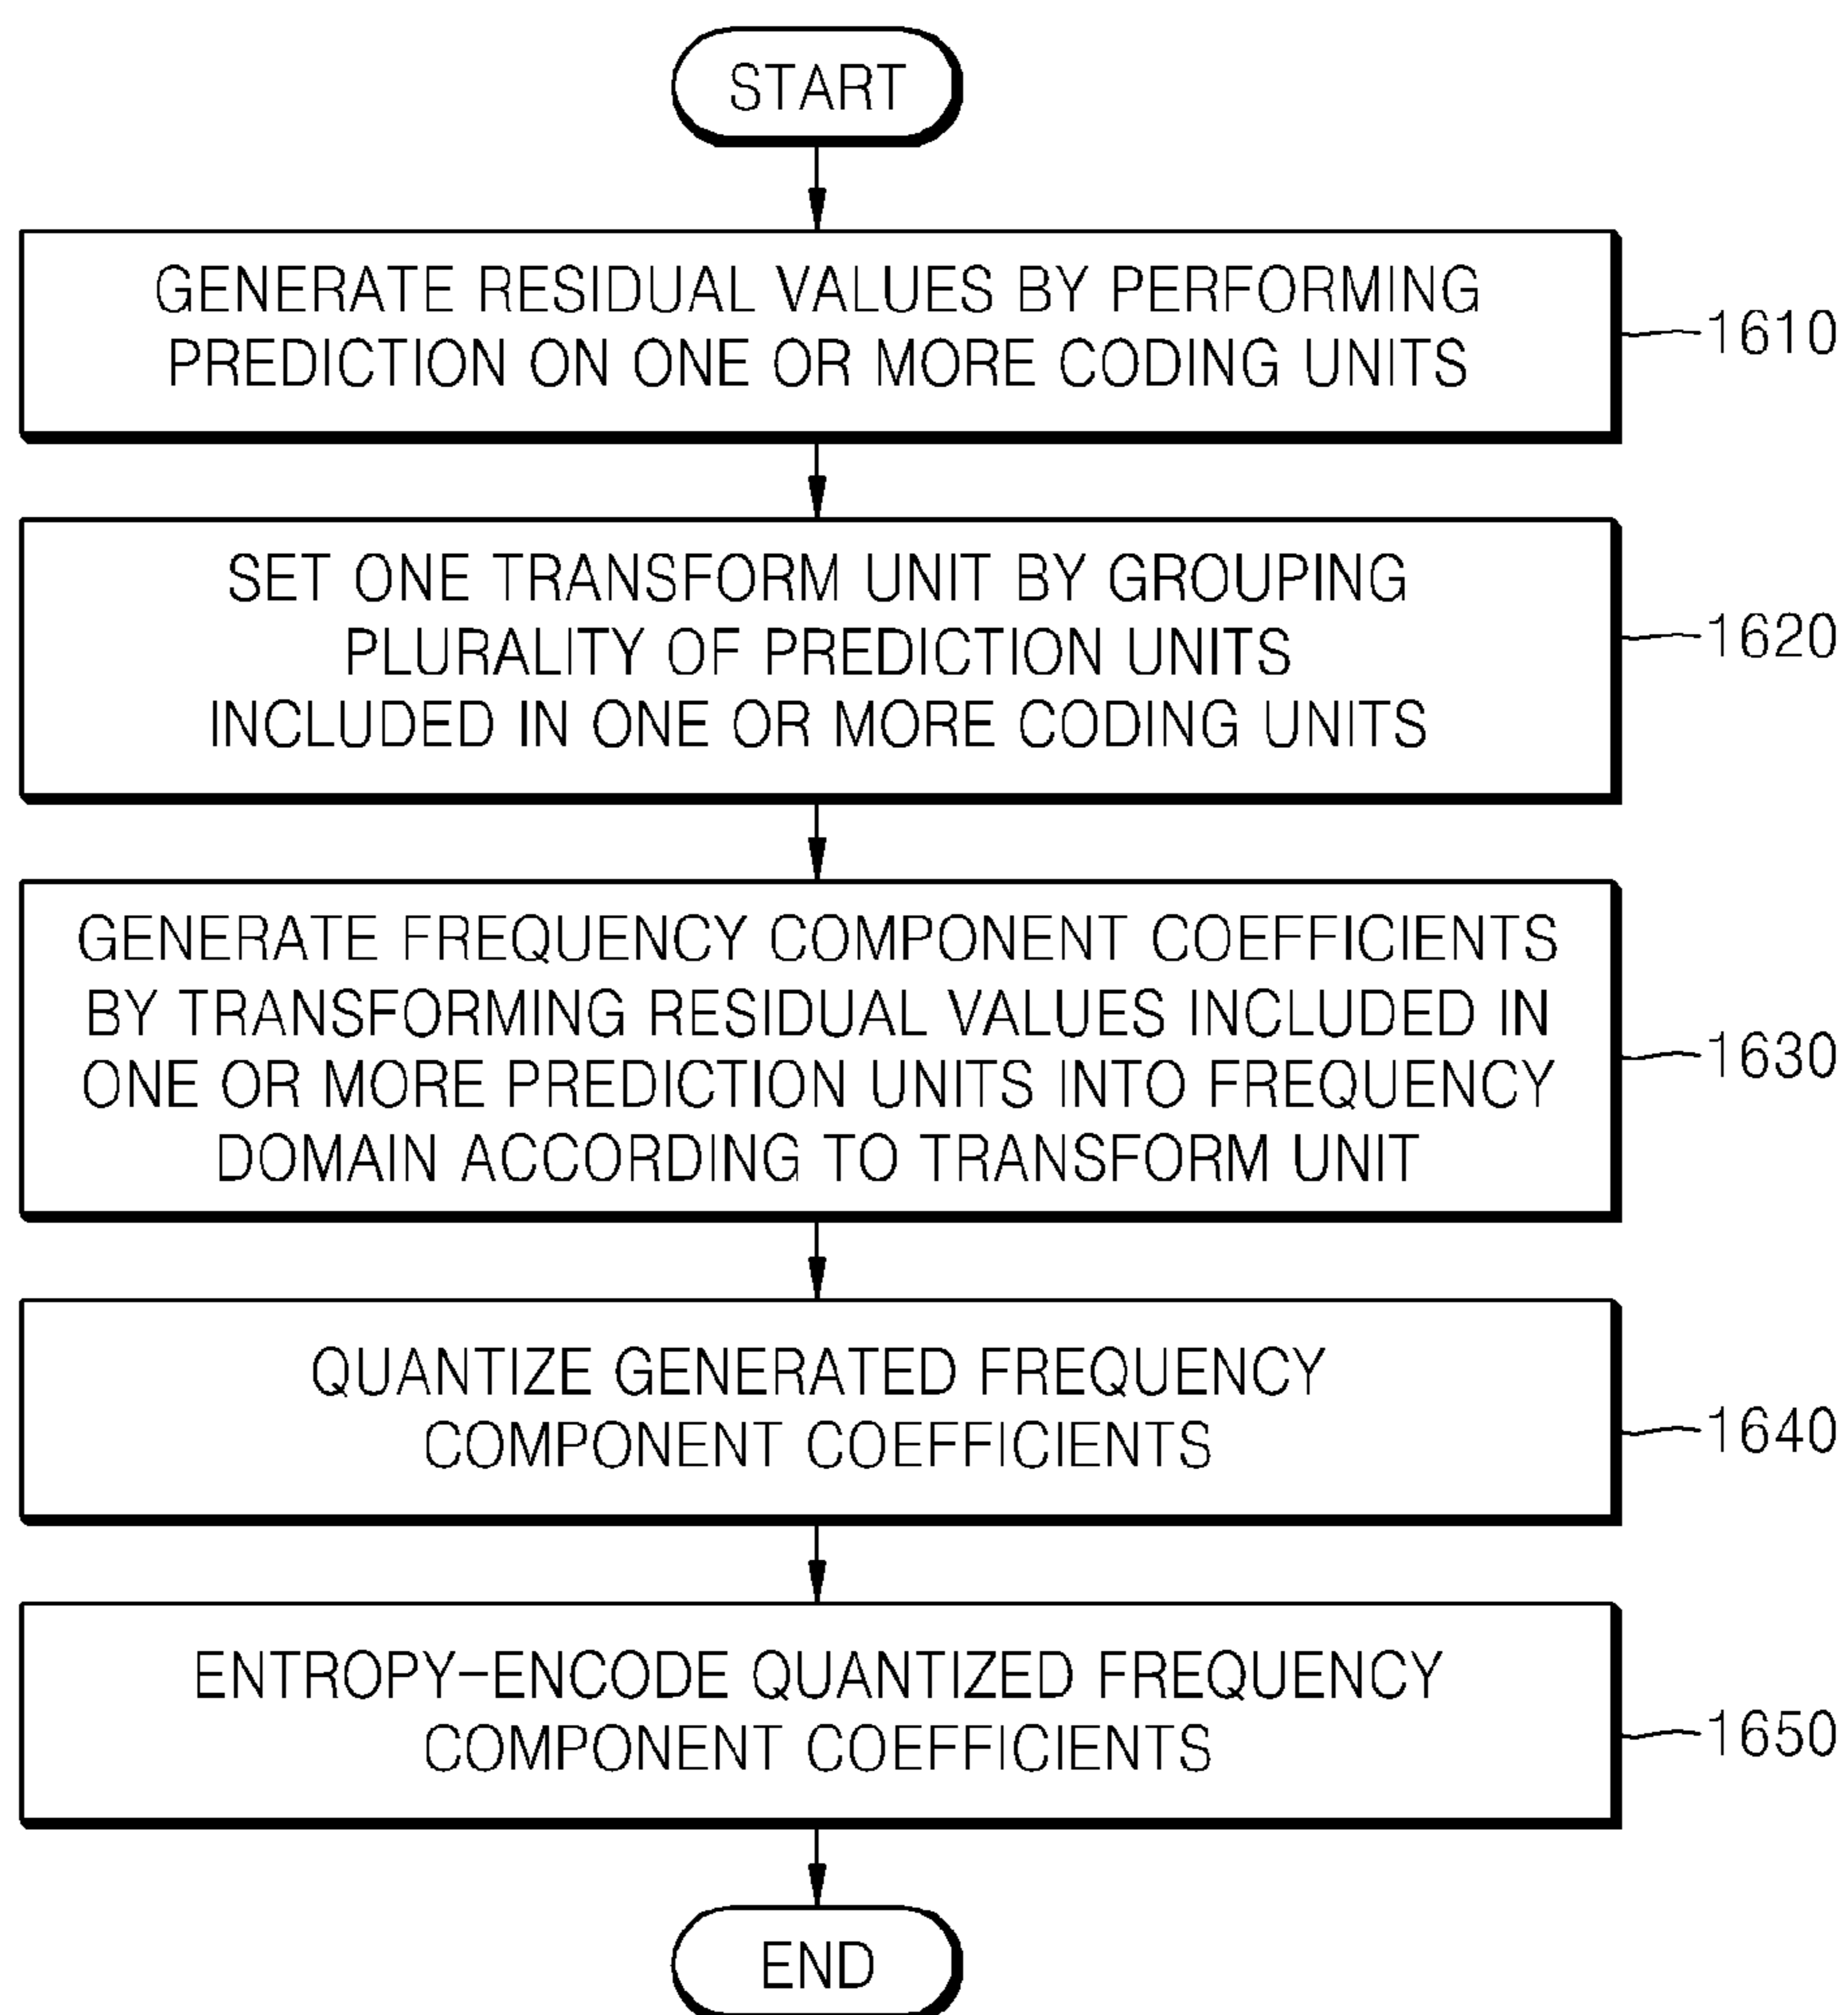 START
GENERATE RESIDUAL VALUES BY PERFORMING
PREDICTION ON ONE OR MORE CODING UNITS
1610
SET ONE TRANSFORM UNIT BY GROUPING
PLURALITY OF PREDICTION UNITS
INCLUDED IN ONE OR MORE CODING UNITS
1620
GENERATE FREQUENCY COMPONENT COEFFICIENTS
BY TRANSFORMING RESIDUAL VALUES INCLUDED IN
ONE OR MORE PREDICTION UNITS INTO FREQUENCY
DOMAIN ACCORDING TO TRANSFORM UNIT
1630
QUANTIZE GENERATED FREQUENCY
COMPONENT COEFFICIENTS
1640
ENTROPY-ENCODE QUANTIZED FREQUENCY
COMPONENT COEFFICIENTS
1650
END